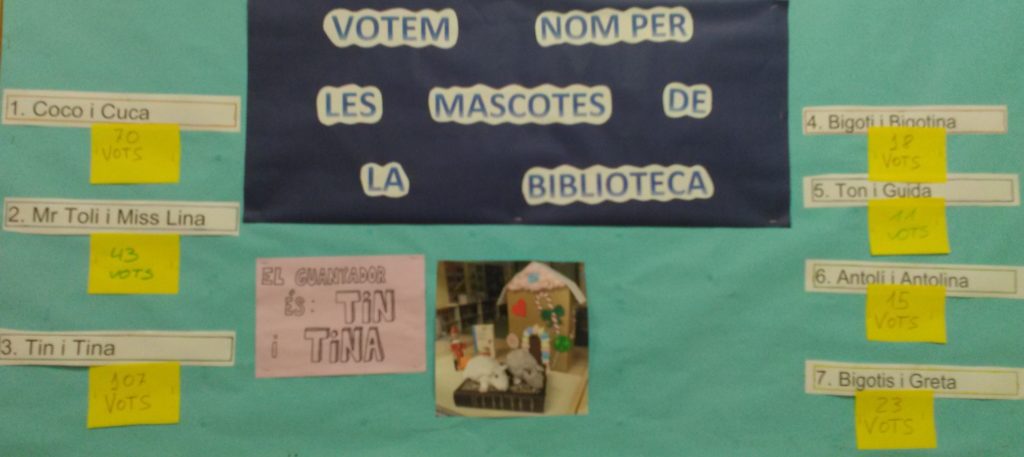 VOTEM NOM PER
LES MASCOTES DE
LA BIBLIOTECA
1. Coco i Cuca
70
VOTS
2. Mr Toli i Miss Lina
43
VOTS
3. Tin i Tina
107
VOTS
EL GUANTADOR
ÉS: TIN
i TINA
4. Bigoti i Bigotina
18
VOTS
5. Ton i Guida
11
VOTS
6. Antoli i Antolina
15
VOTS
7. Bigotis i Greta
23
VOTS